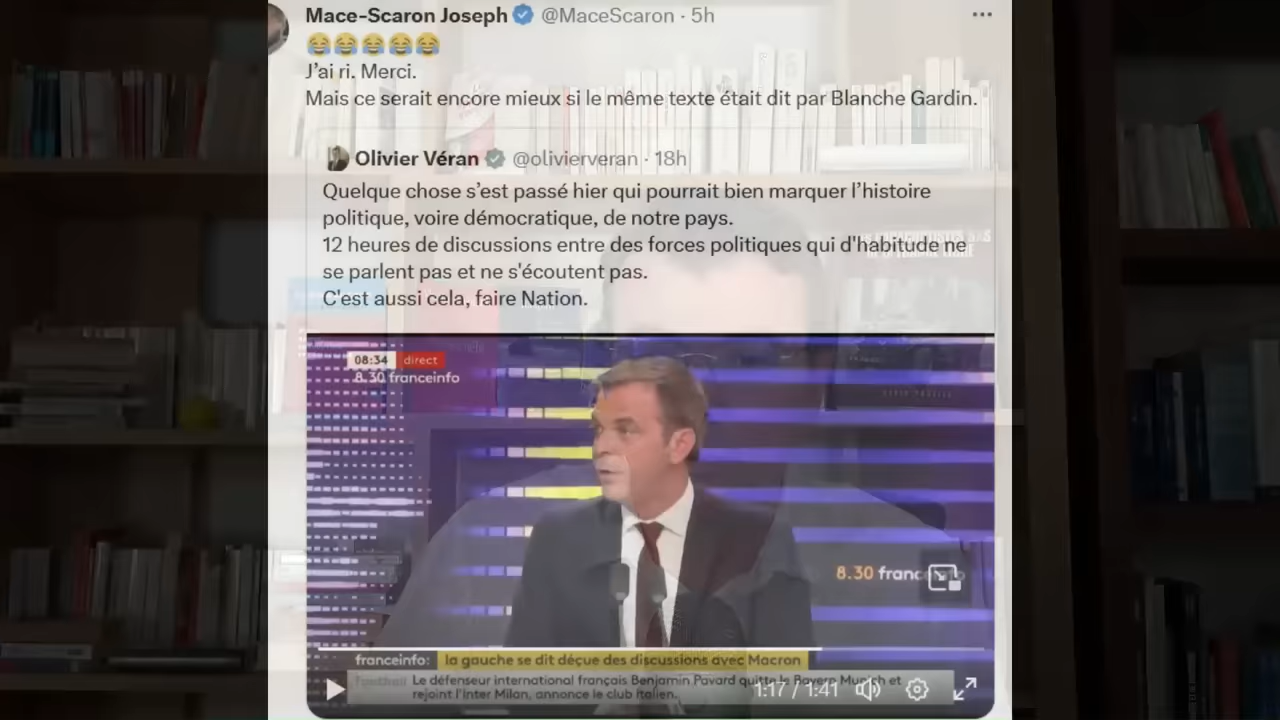 Mace-Scaron Joseph @MaceScaron · 5h
😂😂😂😂😂
J'ai ri. Merci.
Mais ce serait encore mieux si le même texte était dit par Blanche Gardin.
Olivier Véran @olivierveran · 18h
Quelque chose s'est passé hier qui pourrait bien marquer l'histoire
politique, voire démocratique, de notre pays.
12 heures de discussions entre des forces politiques qui d'habitude ne
se parlent pas et ne s'écoutent pas.
C'est aussi cela, faire Nation.
08:34 direct
8.30 franceinfo
8.30 franceinfo
franceinfo: la gauche se dit déçue des discussions avec Macron
football Le défenseur international français Benjamin Pavard quitte le Bayern Munich et
rejoint l'Inter Milan, annonce le club italien.
1:17 / 1:41